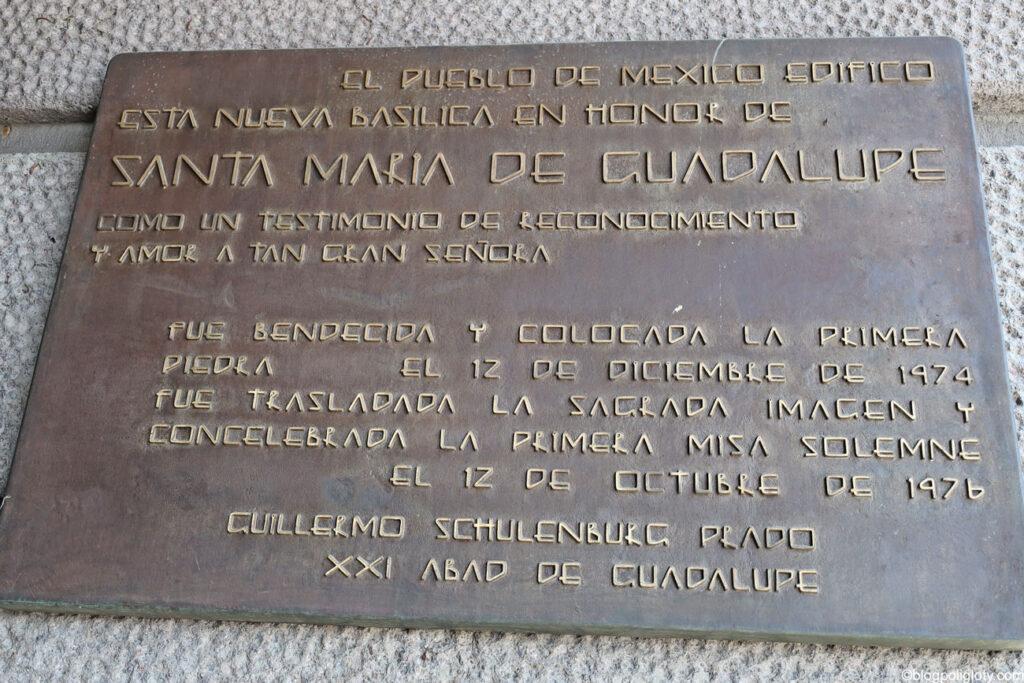 EL PUEBLO DE MEXICO EDIFICO
ESTA NUEVA BASILICA EN HONOR DE
SANTA MARIA DE GUADALUPE
COMO UN TESTIMONIO DE RECONOCIMIENTO
Y AMOR A TAN GRAN SEÑORA
FUE BENDECIDA Y COLOCADA LA PRIMERA
PIEDRA EL 12 DE DICIEMBRE DE 1974
FUE TRASLADADA LA SAGRADA IMAGEN Y
CONCELEBRADA LA PRIMERA MISA SOLEMNE
EL 12 DE OCTUBRE DE 1976
GUILLERMO SCHULENBURG PRADO
XXI ABAD DE GUADALUPE
©blogpoligloty.com